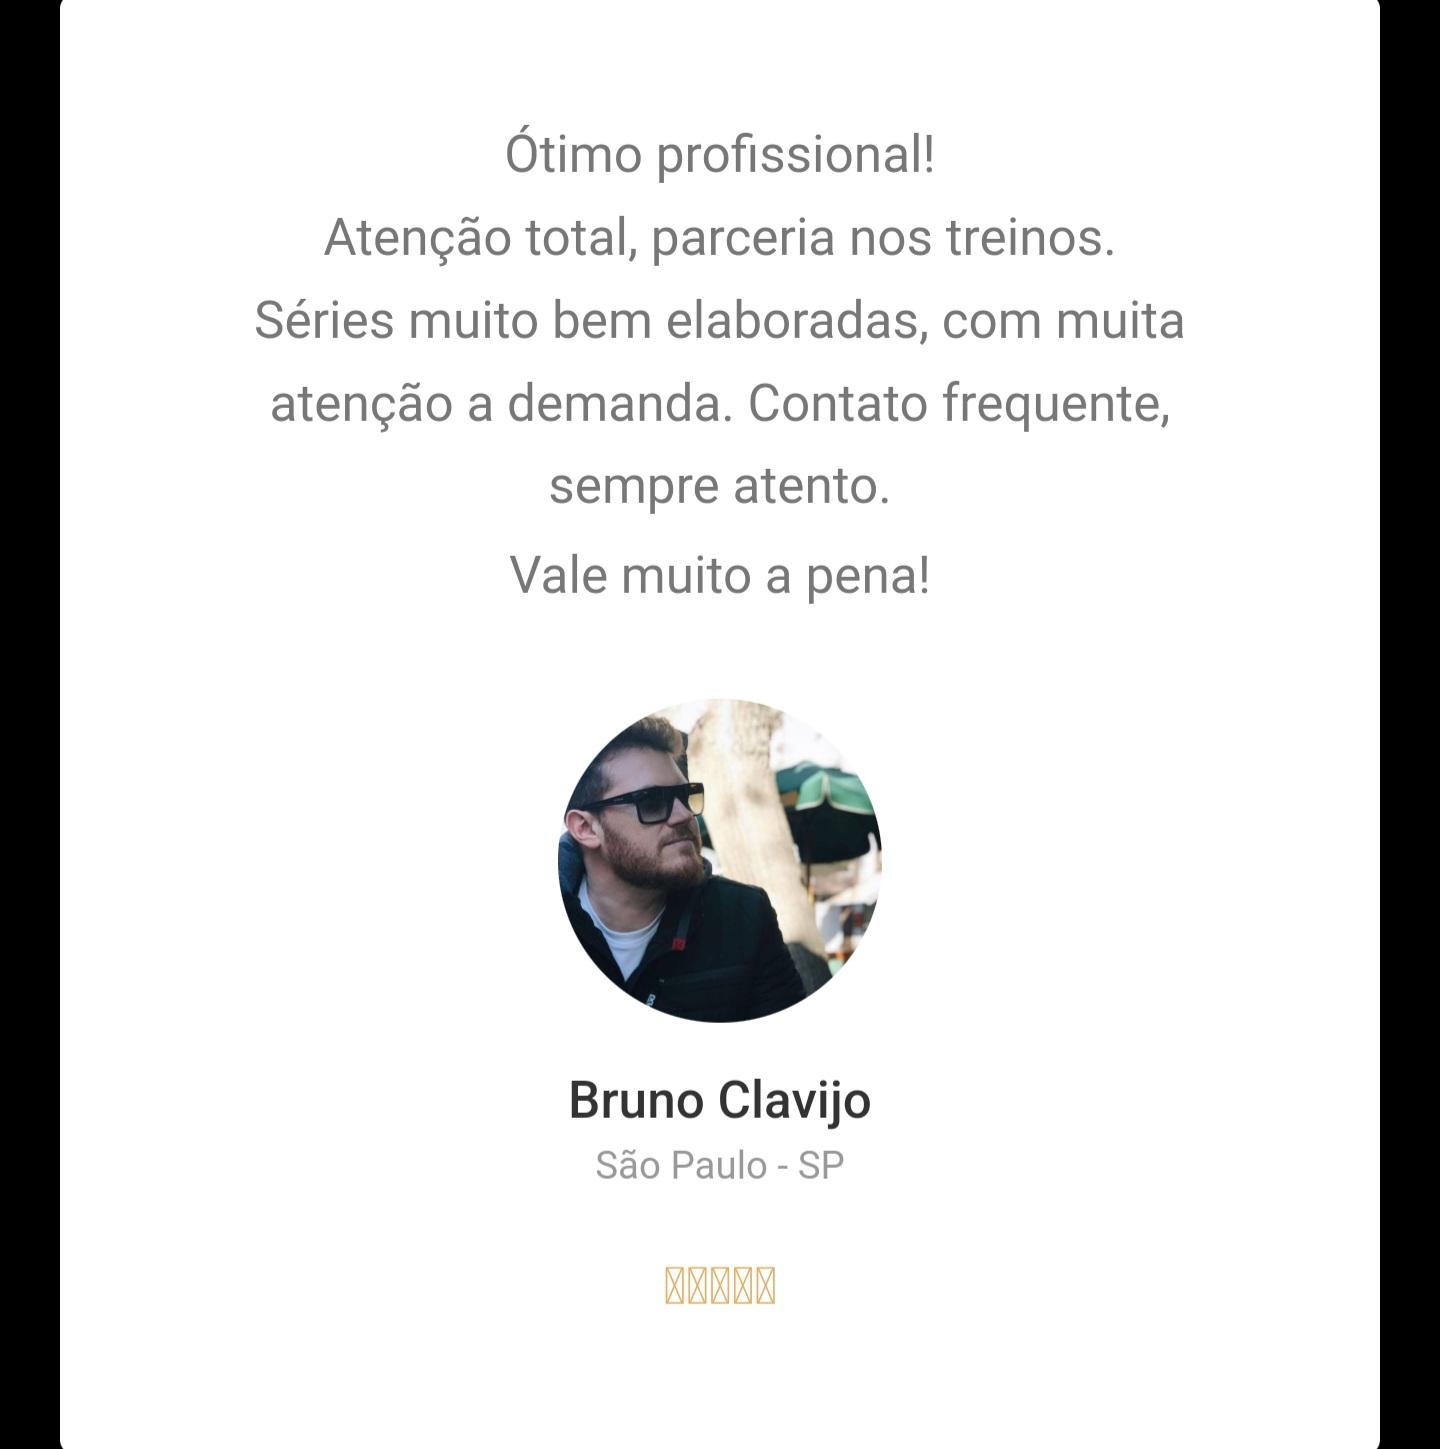 Ótimo profissional!
Atenção total, parceria nos treinos.
Séries muito bem elaboradas, com muita
atenção a demanda. Contato frequente,
sempre atento.
Vale muito a pena!
Bruno Clavijo
São Paulo - SP